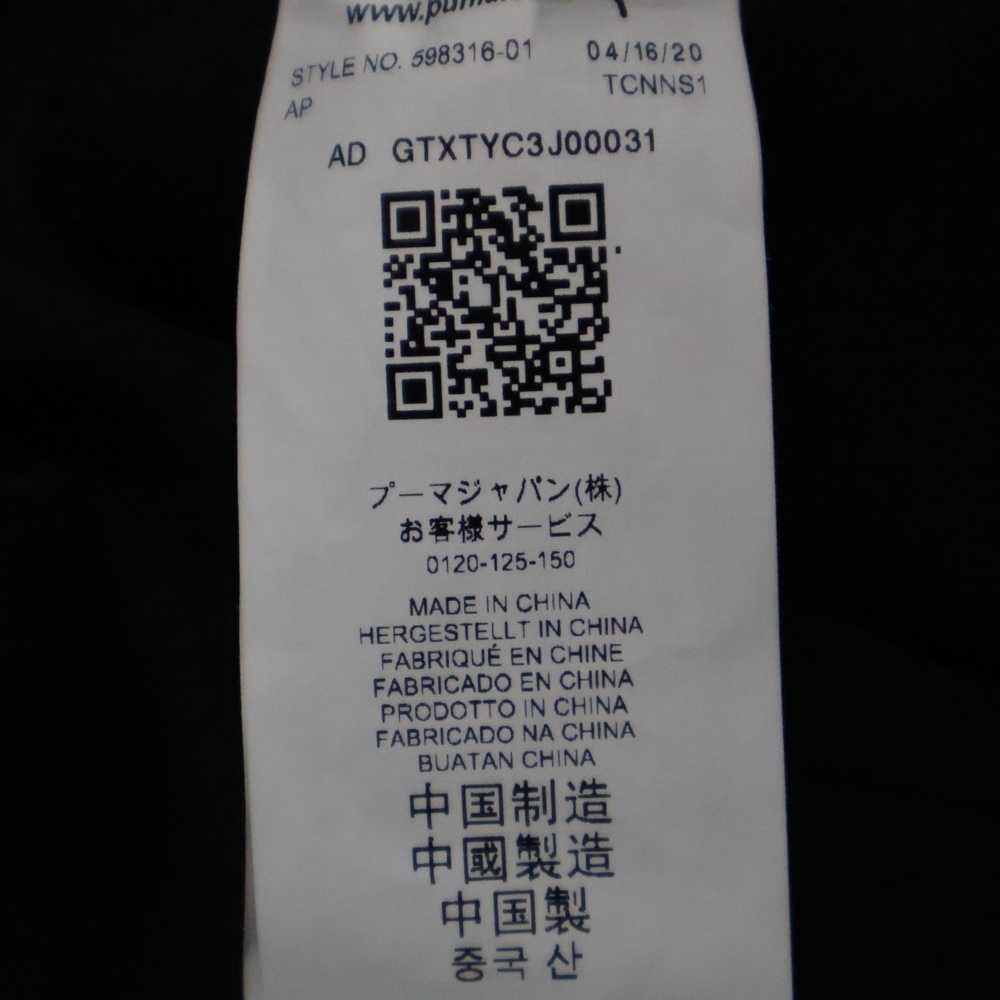 STYLE NO. 598316-01 04/16/20
AP TCNNS1
AD GTXTYC3J00031
プーマジャパン(株)
お客様サービス
0120-125-150
MADE IN CHINA
HERGESTELLT IN CHINA
FABRIQUÉ EN CHINE
FABRICADO EN CHINA
PRODOTTO IN CHINA
FABRICADO NA CHINA
BUATAN CHINA
中国制造
中國製造
中国製
중국 산